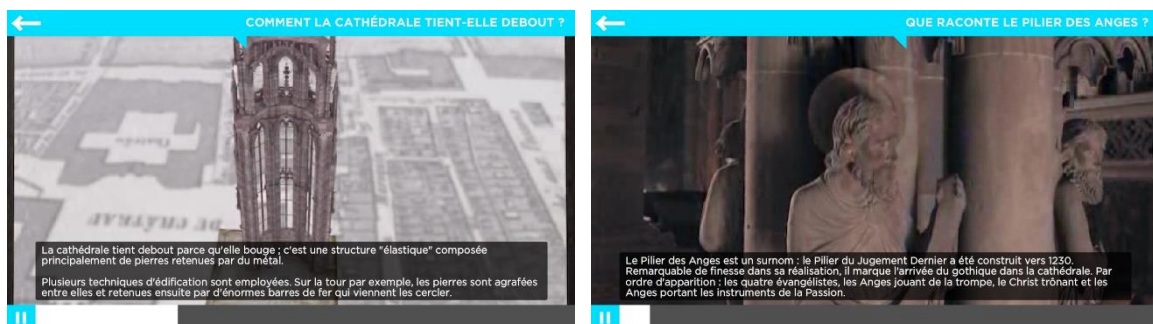 COMMENT LA CATHÉDRALE TIENT-ELLE DEBOUT ?
DE CHÂTEAU
La cathédrale tient debout parce qu'elle bouge ; c'est une structure "élastique" composée
principalement de pierres retenues par du métal.
Plusieurs techniques d'édification sont employées. Sur la tour par exemple, les pierres sont agrafées
entre elles et retenues ensuite par d'énormes barres de fer qui viennent les cercler.
QUE RACONTE LE PILIER DES ANGES ?
Le Pilier des Anges est un surnom : le Pilier du Jugement Dernier a été construit vers 1230.
Remarquable de finesse dans sa réalisation, il marque l'arrivée du gothique dans la cathédrale. Par
ordre d'apparition : les quatre évangélistes, les Anges jouant de la trompe, le Christ trônant et les
Anges portant les instruments de la Passion.